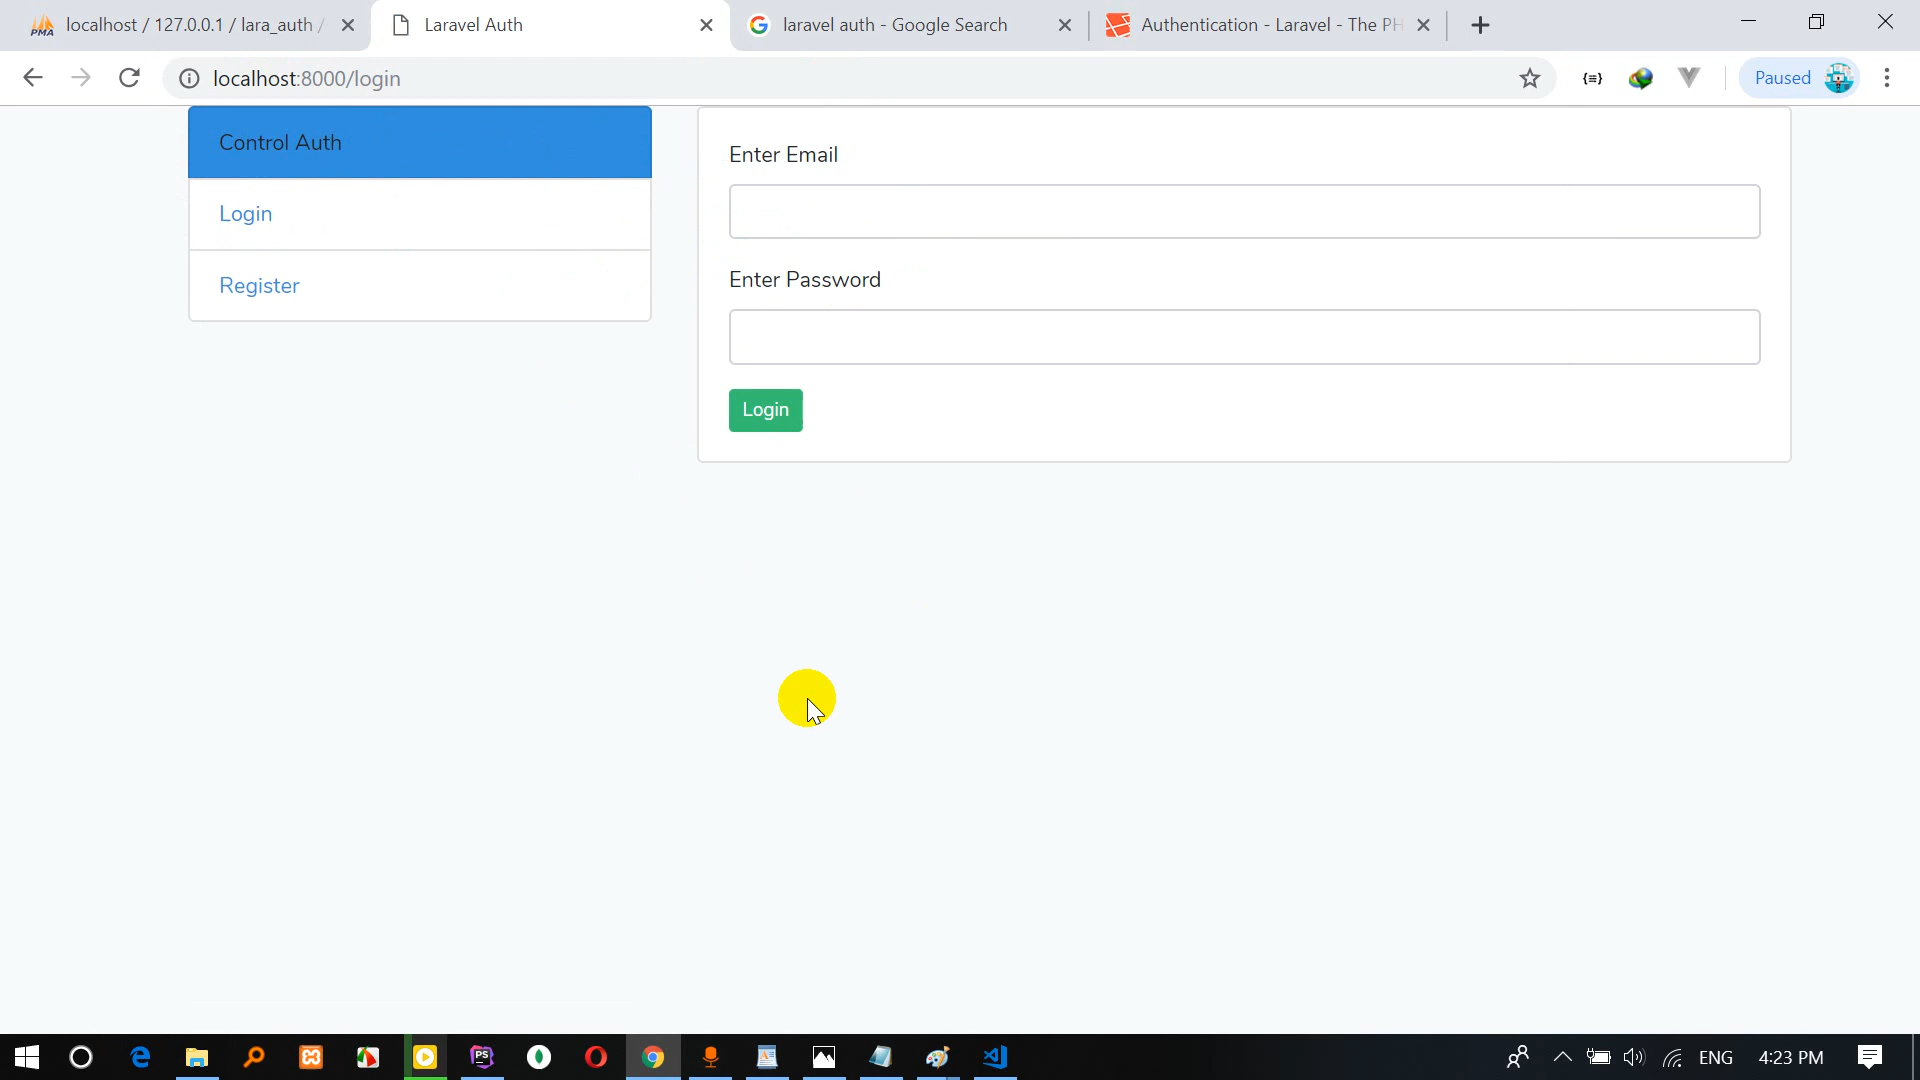 localhost / 127.0.0.1 / lara_auth /
Laravel Auth
laravel auth - Google Search
Authentication - Laravel - The PH
localhost:8000/login
Paused
Control Auth
Login
Register
Enter Email
Enter Password
Login
ENG
4:23 PM